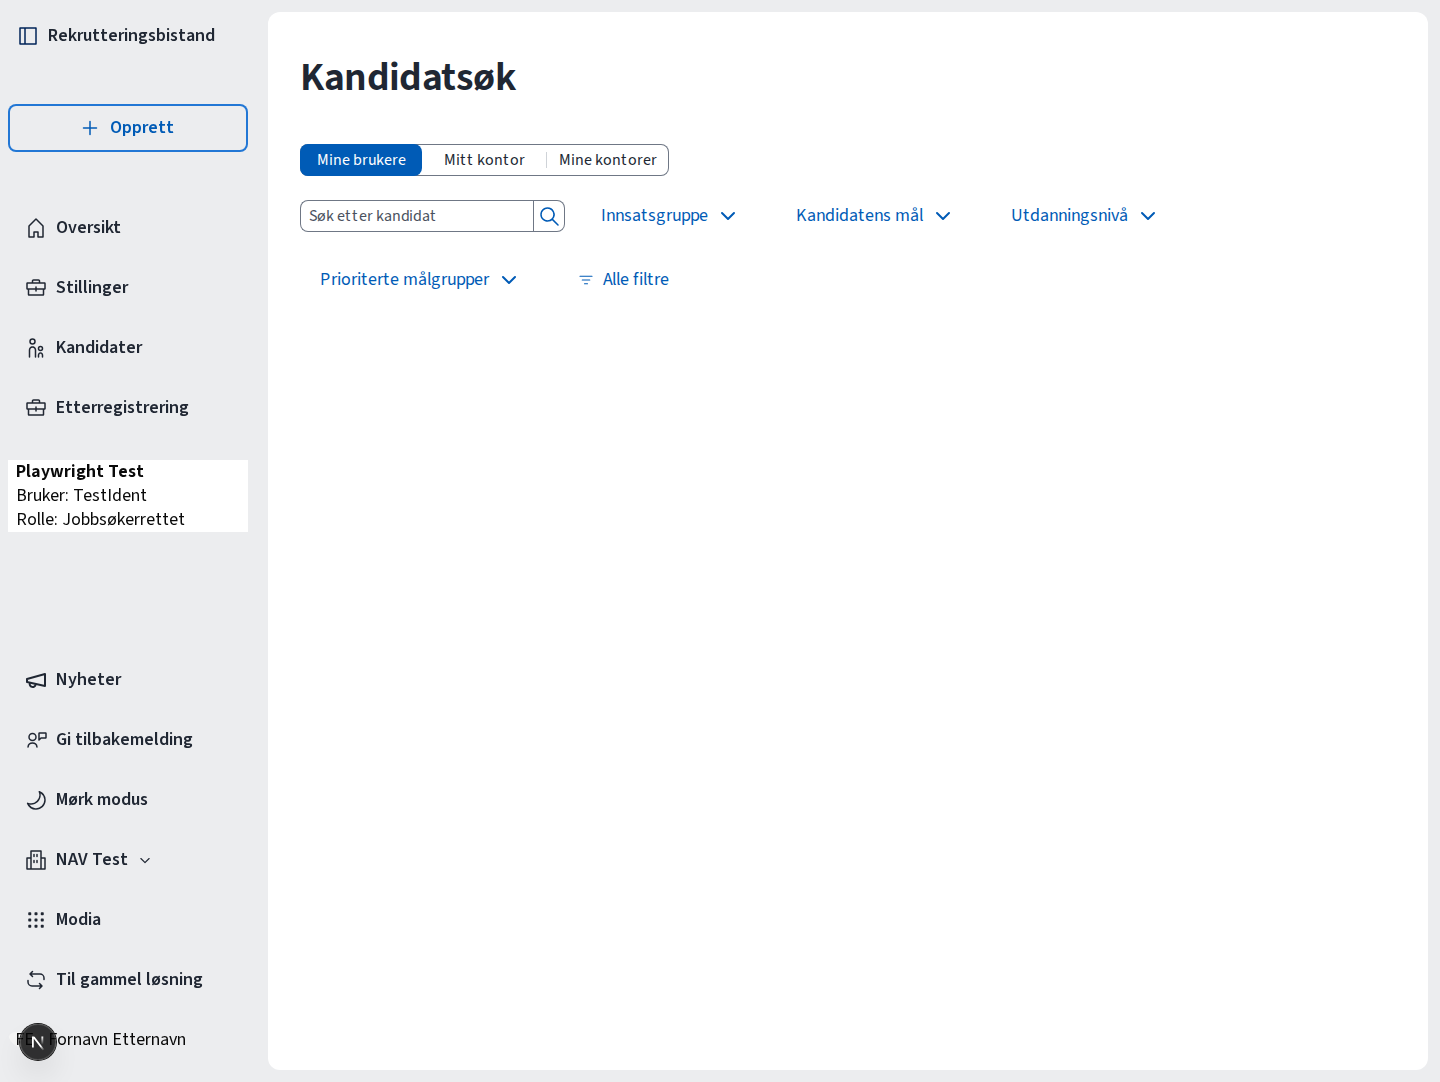 Rekrutteringsbistand
Opprett
Oversikt
Stillinger
Kandidater
Etterregistrering
Playwright Test
Bruker: TestIdent
Rolle: Jobbsøkerrettet
Nyheter
Gi tilbakemelding
Mørk modus
NAV Test
Modia
Til gammel løsning
Fornavn Etternavn
Kandidatsøk
Mine brukere Mitt kontor Mine kontorer
Søk etter kandidat Innsatsgruppe Kandidatens mål Utdanningsnivå
Prioriterte målgrupper Alle filtre